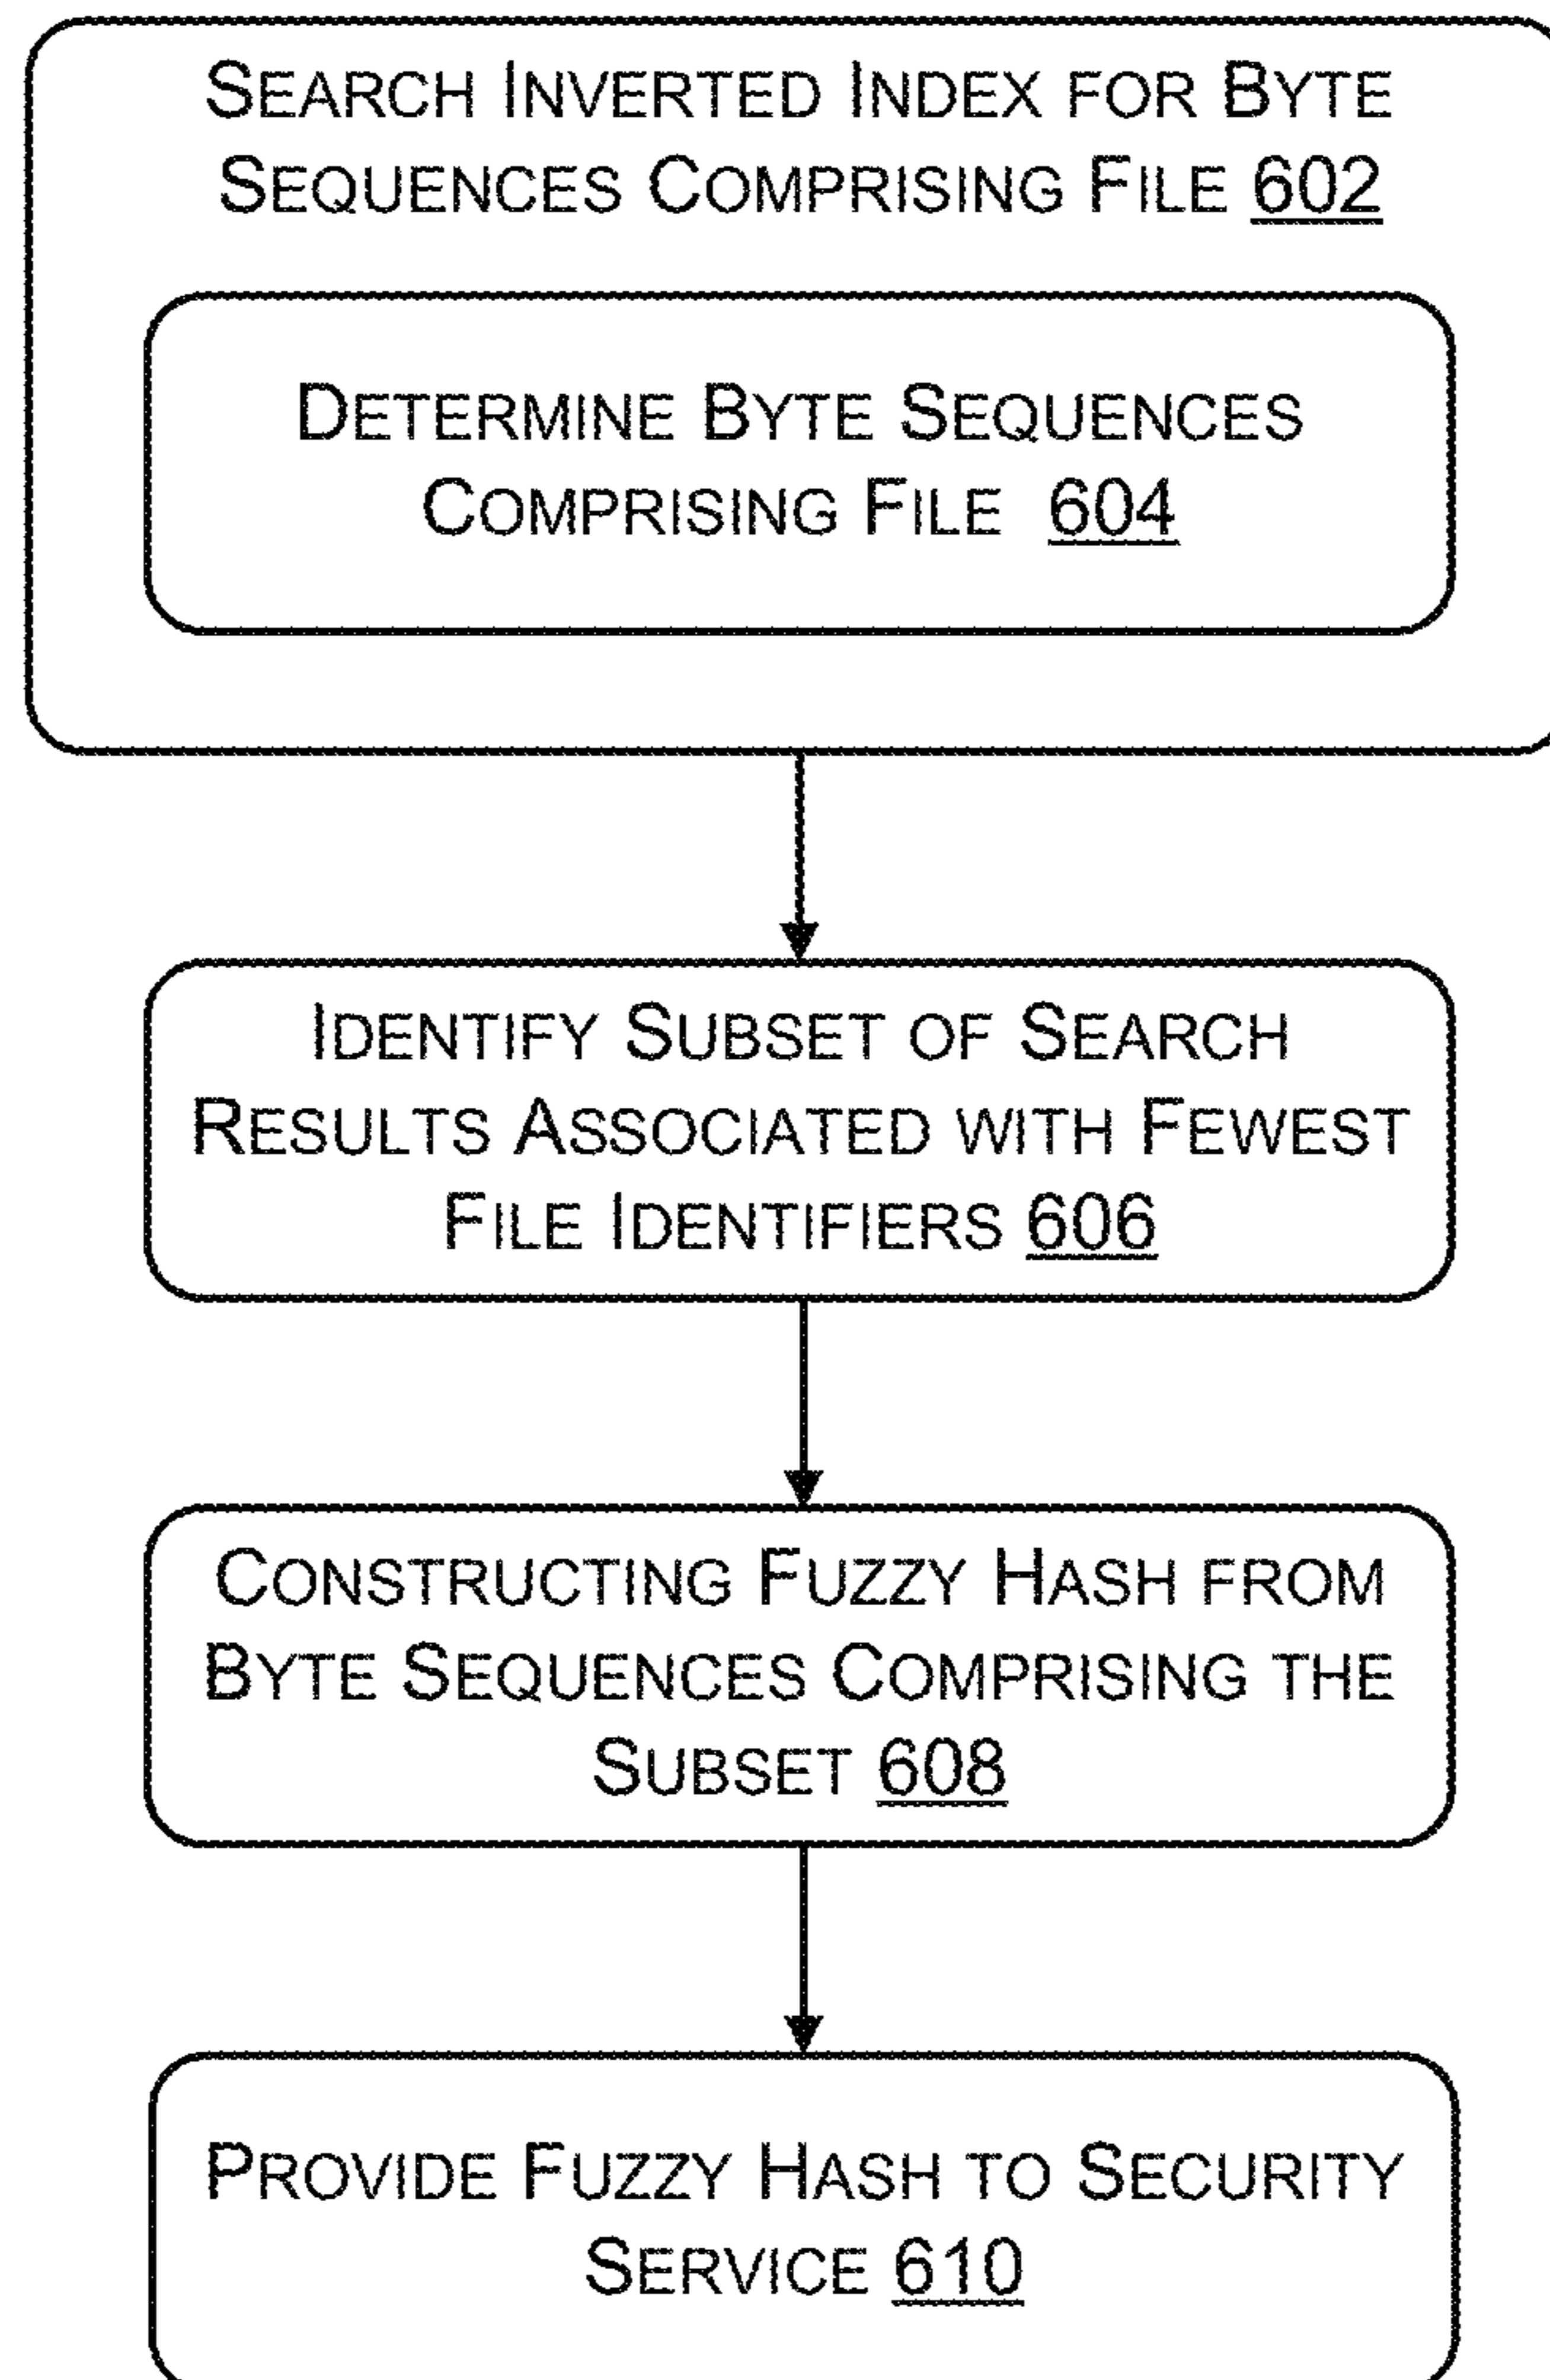 SEARCH INVERTED INDEX FOR BYTE
SEQUENCES COMPRISING FILE 602
DETERMINE BYTE SEQUENCES
COMPRISING FILE 604
IDENTIFY SUBSET OF SEARCH
RESULTS ASSOCIATED WITH FEWEST
FILE IDENTIFIERS 606
CONSTRUCTING FUZZY HASH FROM
BYTE SEQUENCES COMPRISING THE
SUBSET 608
PROVIDE FUZZY HASH TO SECURITY
SERVICE 610